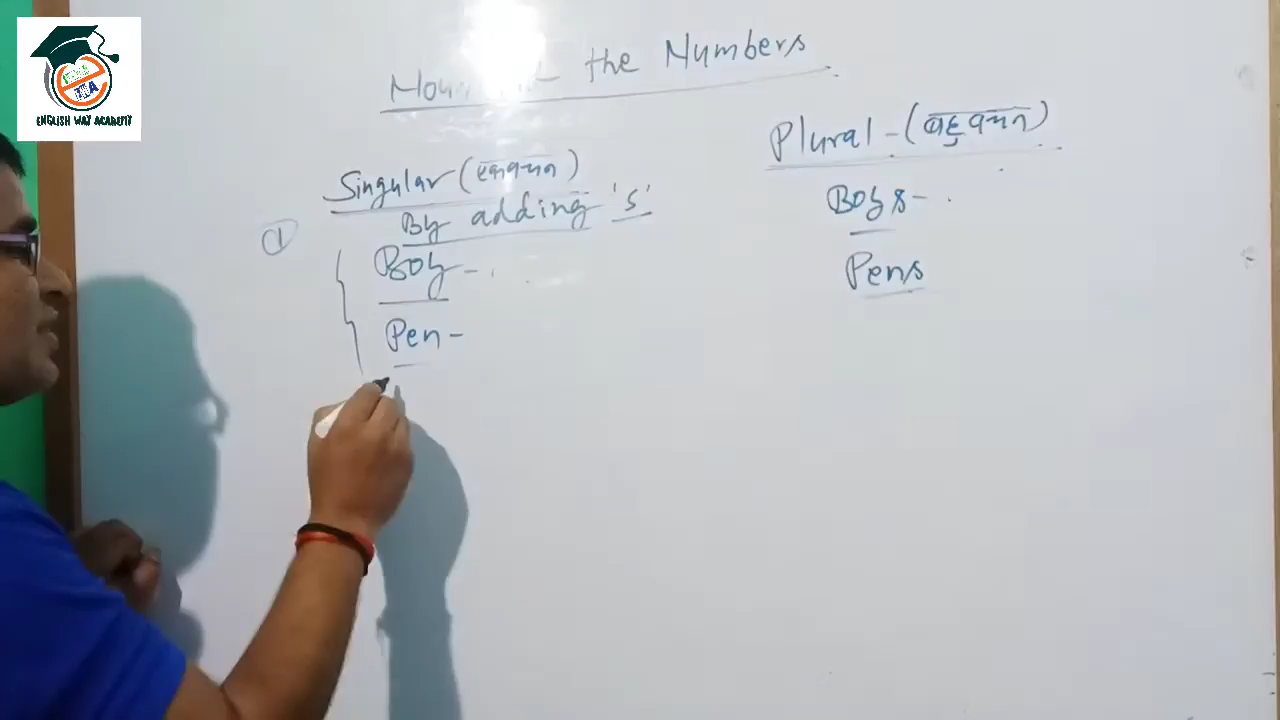 ENGLISH WAY ACADEMY
the Numbers
Singular (एकवचन)
Plural - (बहुवचन)
① By adding 's'
Boy -
Boys -
Pen -
Pens